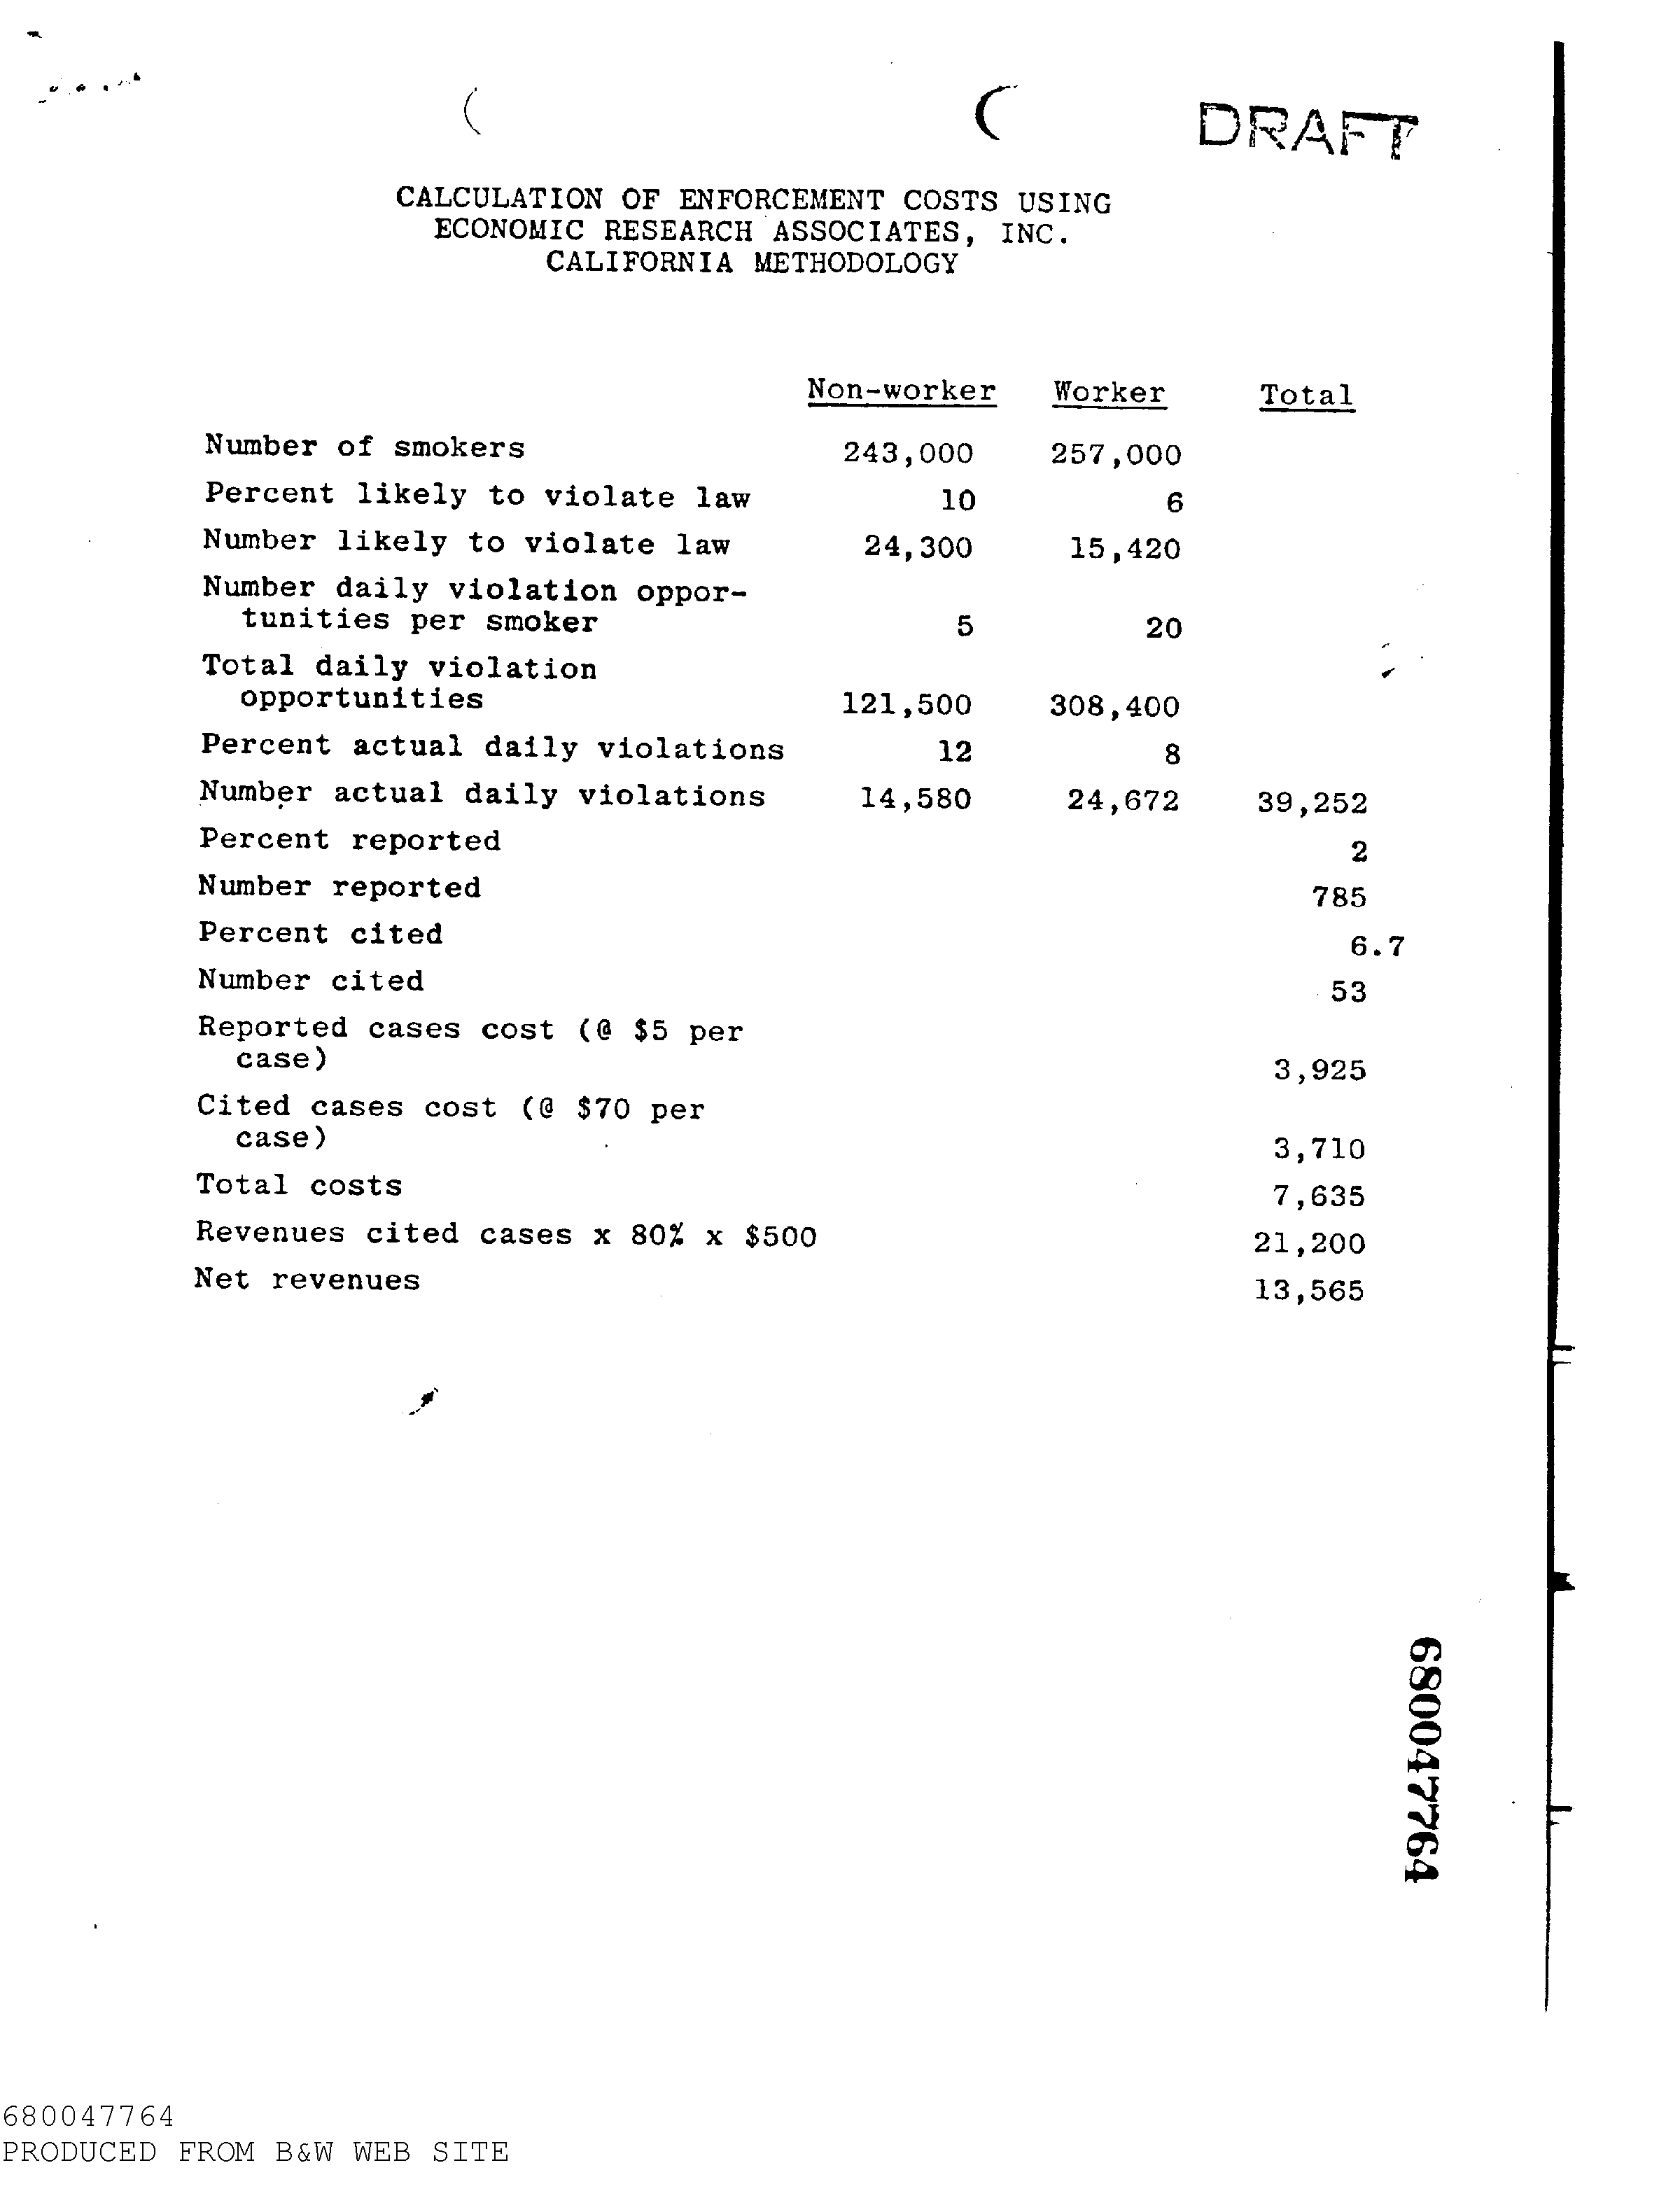 DRAFT
CALCULATION OF ENFORCEMENT COSTS USING
ECONOMIC RESEARCH ASSOCIATES, INC.
CALIFORNIA METHODOLOGY
Non-worker Worker Total
Number of smokers 243,000 257,000
Percent likely to violate law 10 6
Number likely to violate law 24,300 15,420
Number daily violation oppor-
tunities per smoker 5 20
Total daily violation
opportunities 121,500 308,400
Percent actual daily violations 12 8
Number actual daily violations 14,580 24,672 39,252
Percent reported 2
Number reported 785
Percent cited 6.7
Number cited 53
Reported cases cost (@ $5 per
case) 3,925
Cited cases cost (@ $70 per
case) 3,710
Total costs 7,635
Revenues cited cases x 80% x $500 21,200
Net revenues 13,565
680047764
680047764
PRODUCED FROM B&W WEB SITE